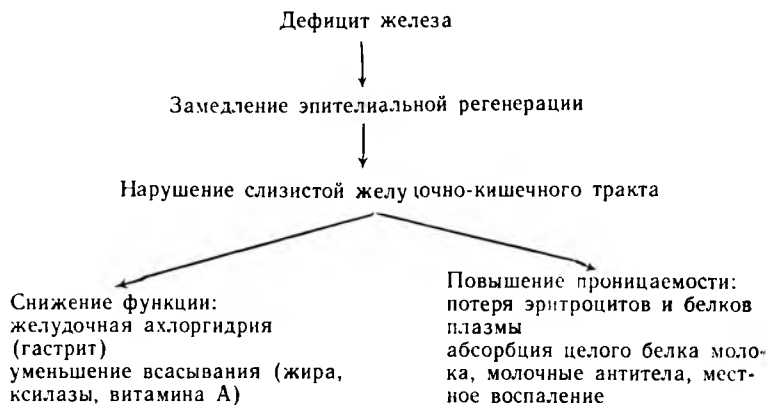 Дефицит железа
Замедление эпителиальной регенерации
Нарушение слизистой желудочно-кишечного тракта
Снижение функции:
желудочная ахлоргидрия
(гастрит)
уменьшение всасывания (жира,
ксилазы, витамина А)
Повышение проницаемости:
потеря эритроцитов и белков
плазмы
абсорбция целого белка моло-
ка, молочные антитела, мест-
ное воспаление